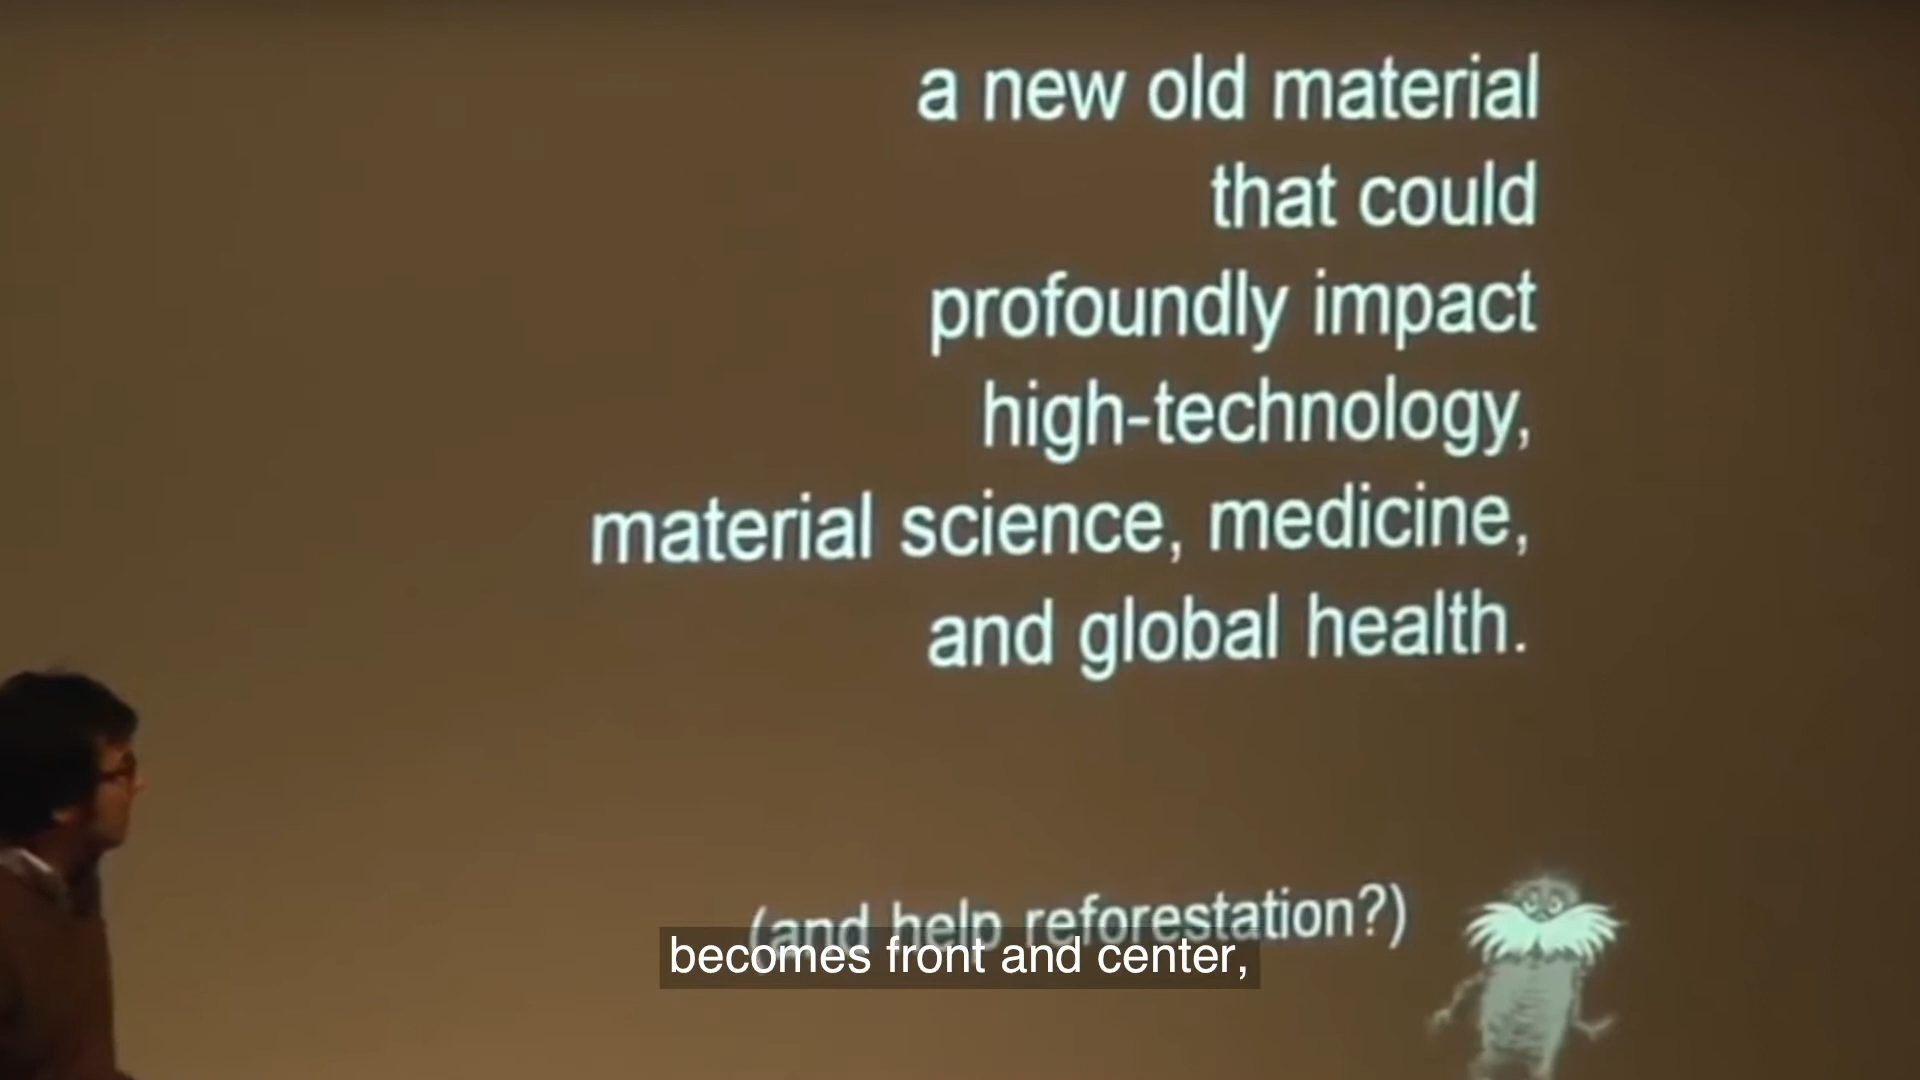 a new old material
that could
profoundly impact
high-technology,
material science, medicine,
and global health.
(and help reforestation?)
becomes front and center,